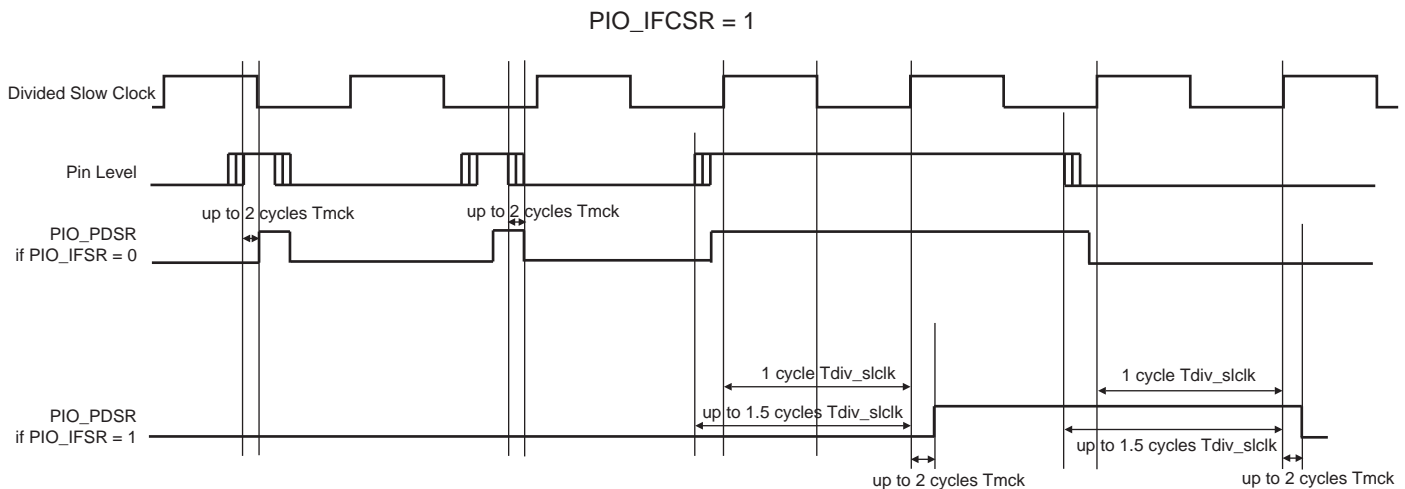 PIO_IFCSR = 1
Divided Slow Clock
Pin Level
up to 2 cycles Tmck
up to 2 cycles Tmck
PIO_PDSR
if PIO_IFSR = 0
1 cycle Tdiv_slclk
1 cycle Tdiv_slclk
PIO_PDSR
if PIO_IFSR = 1
up to 1.5 cycles Tdiv_slclk
up to 1.5 cycles Tdiv_slclk
up to 2 cycles Tmck
up to 2 cycles Tmck